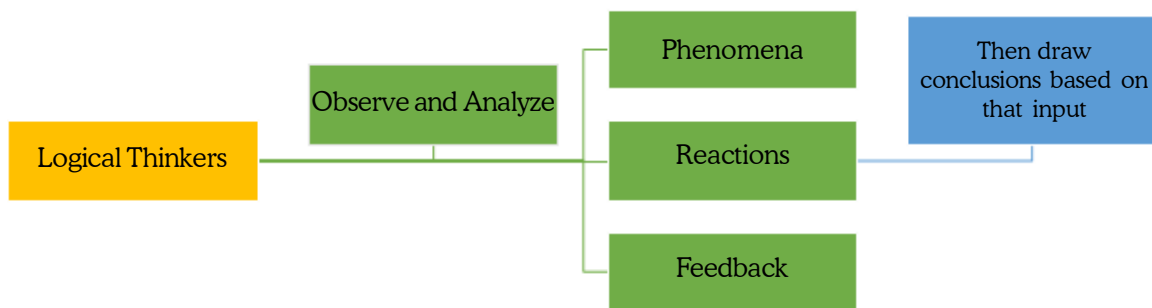 Logical Thinkers
Observe and Analyze
Phenomena
Reactions
Feedback
Then draw
conclusions based on
that input